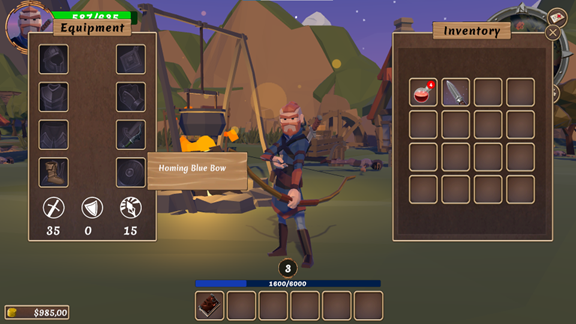 Equipment
Inventory
Homing Blue Bow
35 0 15
3
1600/6000
$985,00